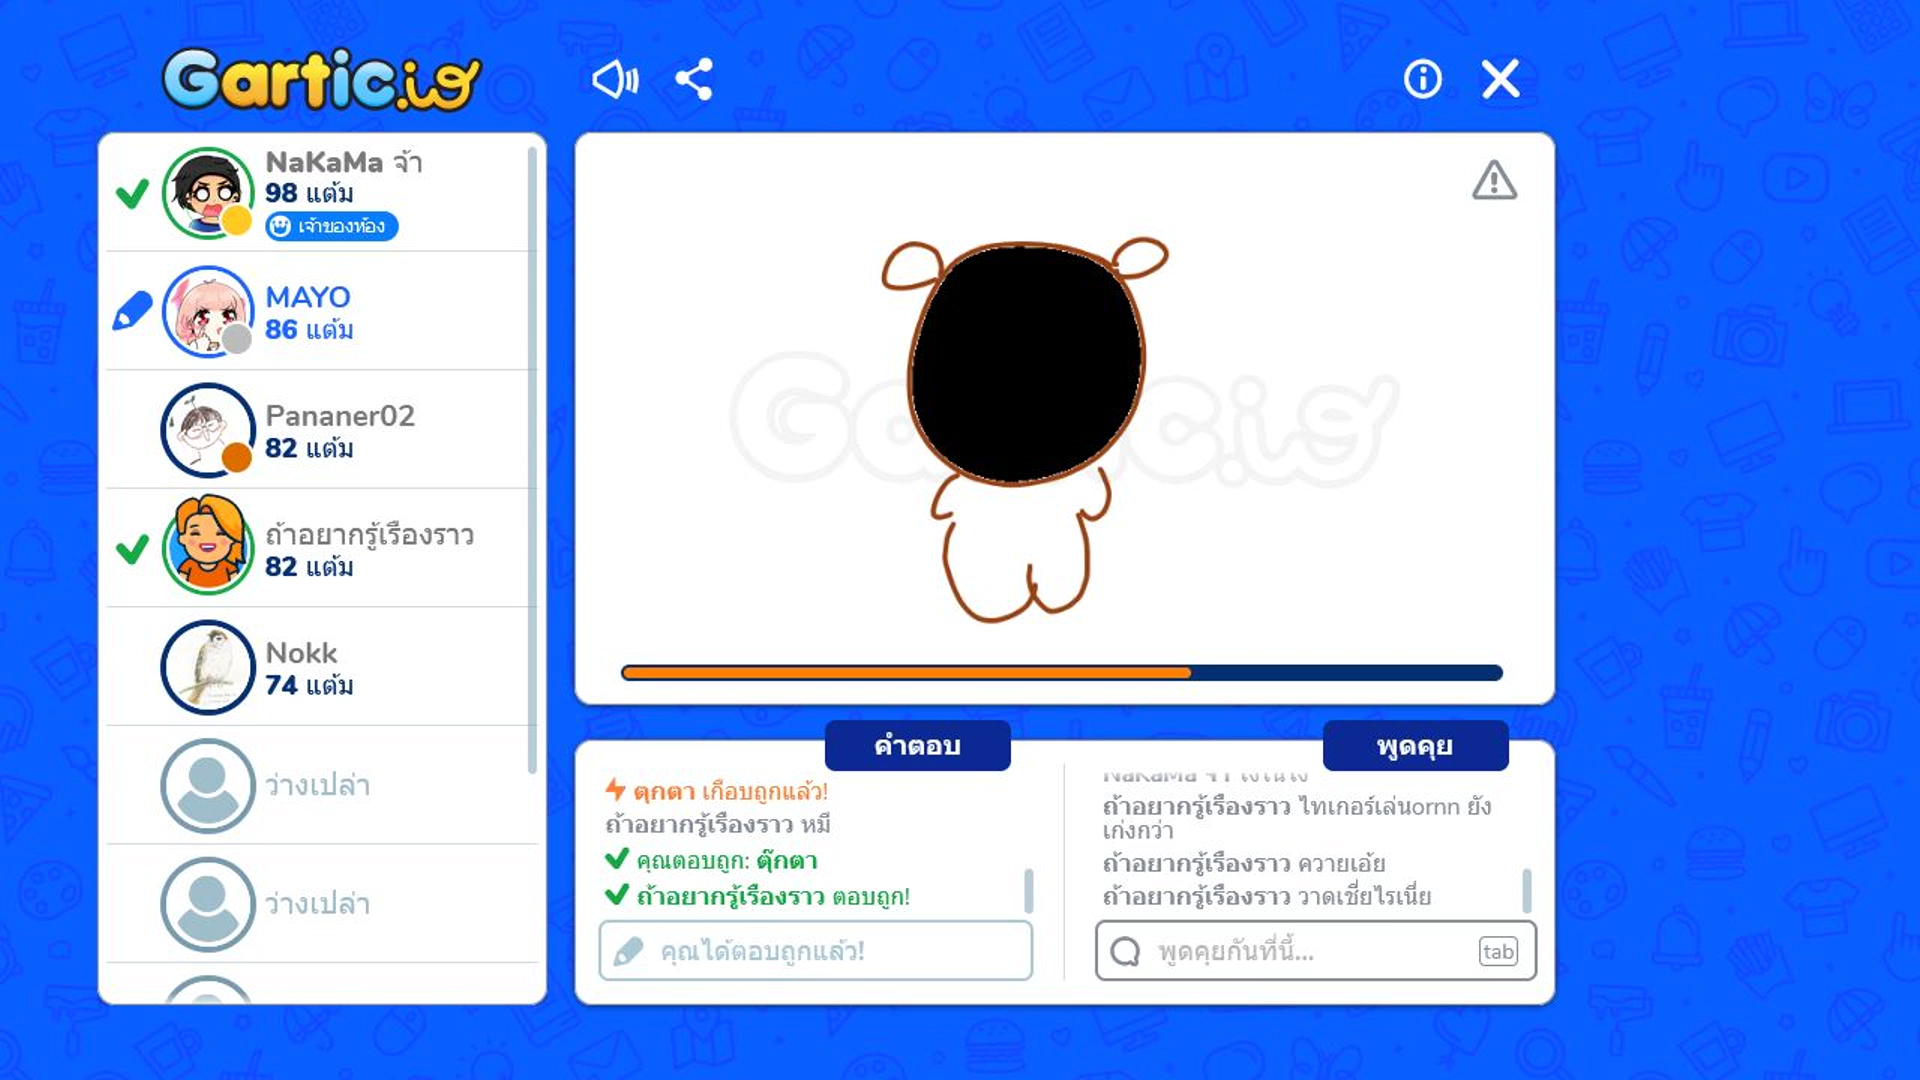 Gartic.io
NaKaMa จ้า
98 แต้ม
เจ้าของห้อง
MAYO
86 แต้ม
Pananer02
82 แต้ม
ถ้าอยากรู้เรื่องราว
82 แต้ม
Nokk
74 แต้ม
ว่างเปล่า
ว่างเปล่า
คำตอบ
ตุกตา เกือบถูกแล้ว!
ถ้าอยากรู้เรื่องราว หมี
คุณตอบถูก: ตุ๊กตา
ถ้าอยากรู้เรื่องราว ตอบถูก!
คุณได้ตอบถูกแล้ว!
พูดคุย
NaKaMa จ้า
ถ้าอยากรู้เรื่องราว ไทเกอร์เล่นornn ยัง
เก่งกว่า
ถ้าอยากรู้เรื่องราว ควายเอ้ย
ถ้าอยากรู้เรื่องราว วาดเชี่ยไรเนี่ย
พูดคุยกันที่นี้...
tab